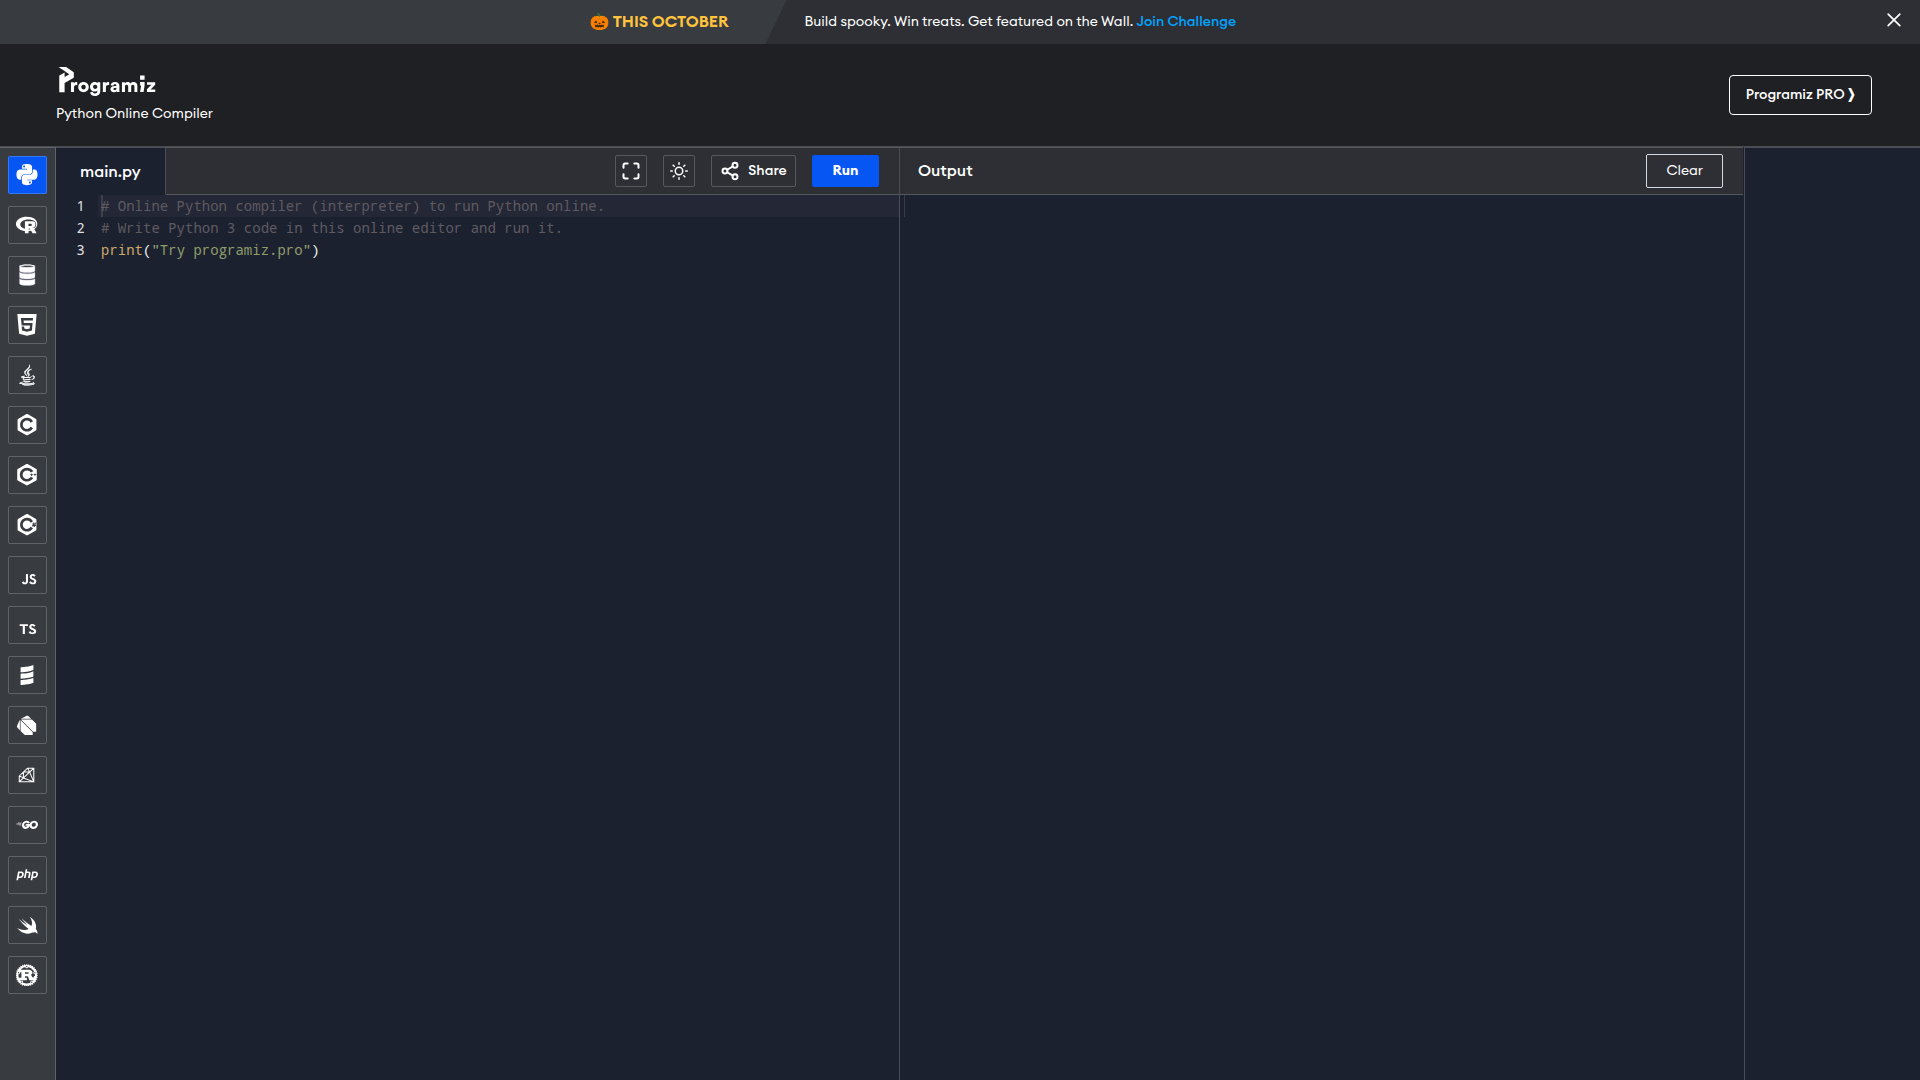 THIS OCTOBER
Build spooky. Win treats. Get featured on the Wall. Join Challenge
Programiz
Python Online Compiler
Programiz PRO ❯
main.py
Share
Run
Output
Clear
1 # Online Python compiler (interpreter) to run Python online.
2 # Write Python 3 code in this online editor and run it.
3 print("Try programiz.pro")
R
5
C
C
C
JS
TS
GO
php
R